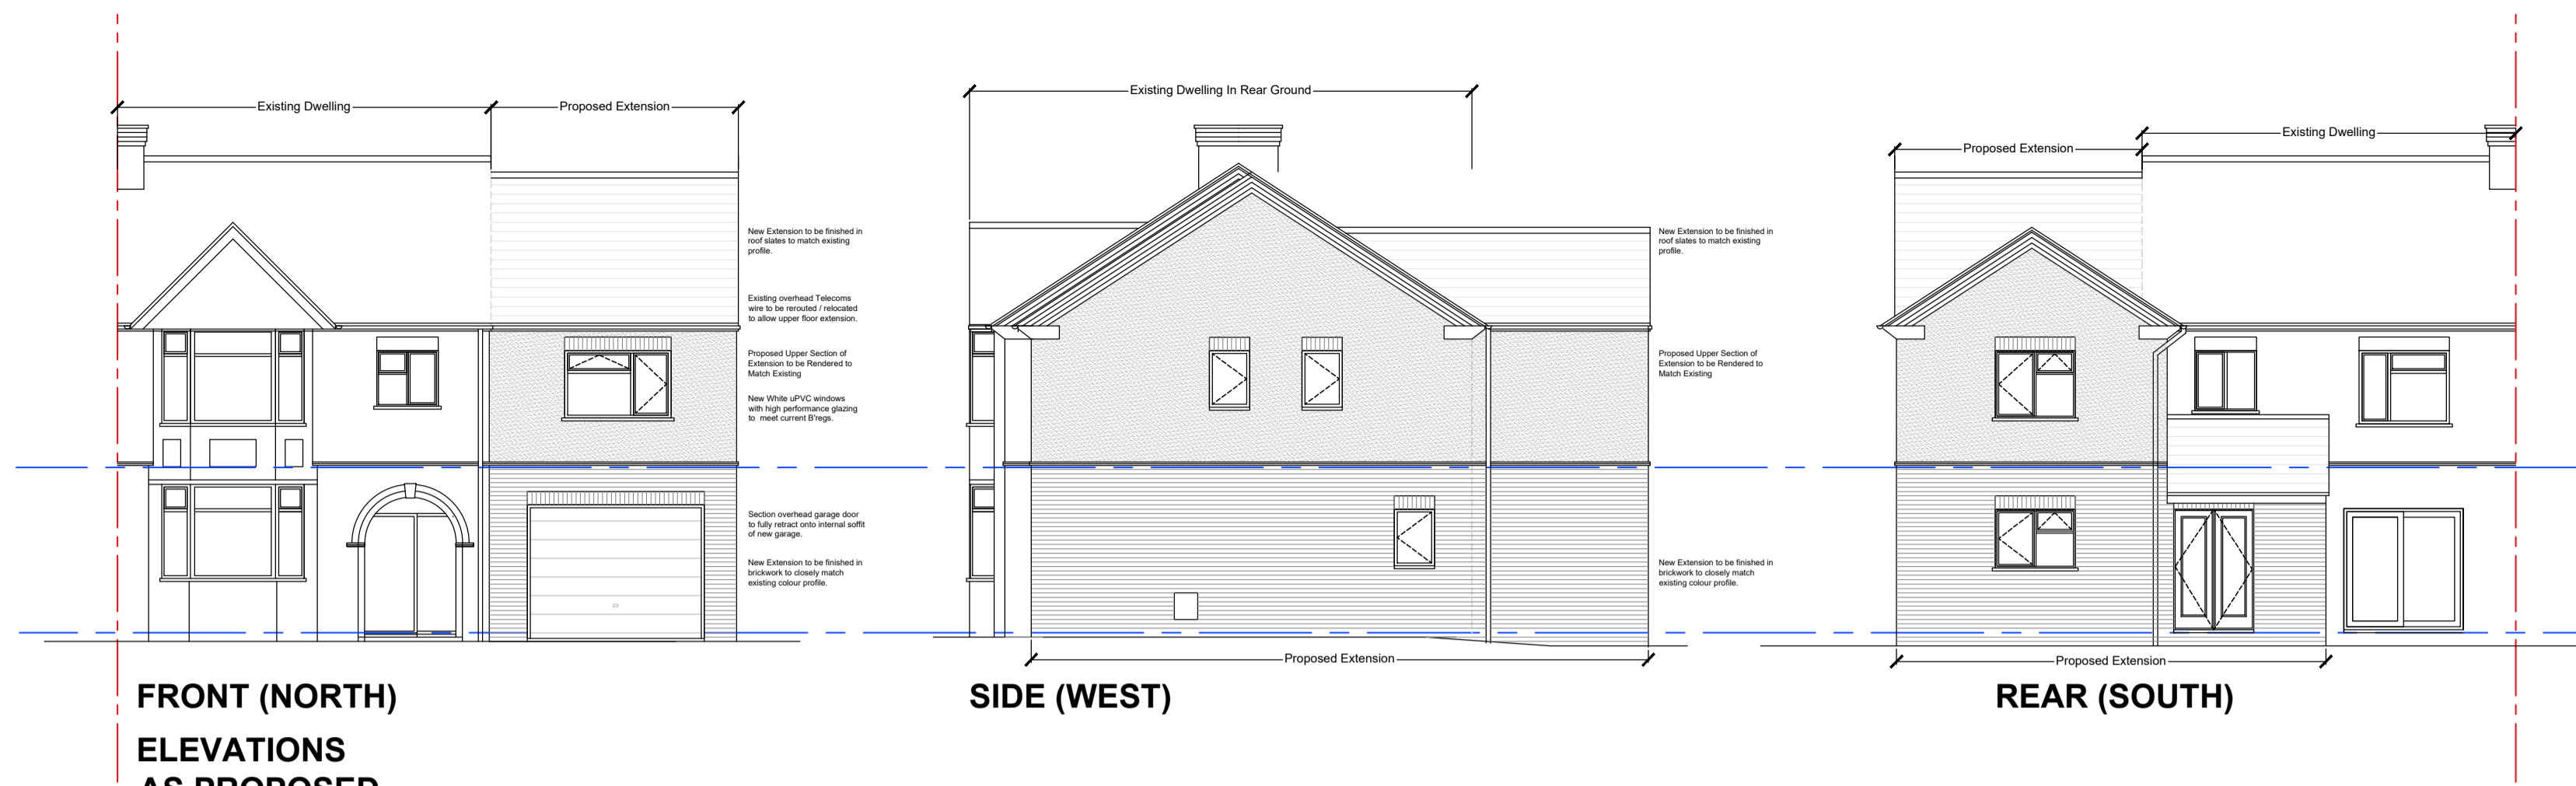 Existing Dwelling
Proposed Extension
New Extension to be finished in
roof slates to match existing
profile.
Existing overhead Telecoms
wire to be rerouted / relocated
to allow upper floor extension.
Proposed Upper Section of
Extension to be Rendered to
Match Existing
New White uPVC windows
with high performance glazing
to meet current B'regs.
Section overhead garage door
to fully retract onto internal soffit
of new garage.
New Extension to be finished in
brickwork to closely match
existing colour profile.
FRONT (NORTH)
ELEVATIONS
AS PROPOSED
Existing Dwelling In Rear Ground
New Extension to be finished in
roof slates to match existing
profile.
Proposed Upper Section of
Extension to be Rendered to
Match Existing
New Extension to be finished in
brickwork to closely match
existing colour profile.
Proposed Extension
SIDE (WEST)
Proposed Extension
Existing Dwelling
Proposed Extension
REAR (SOUTH)